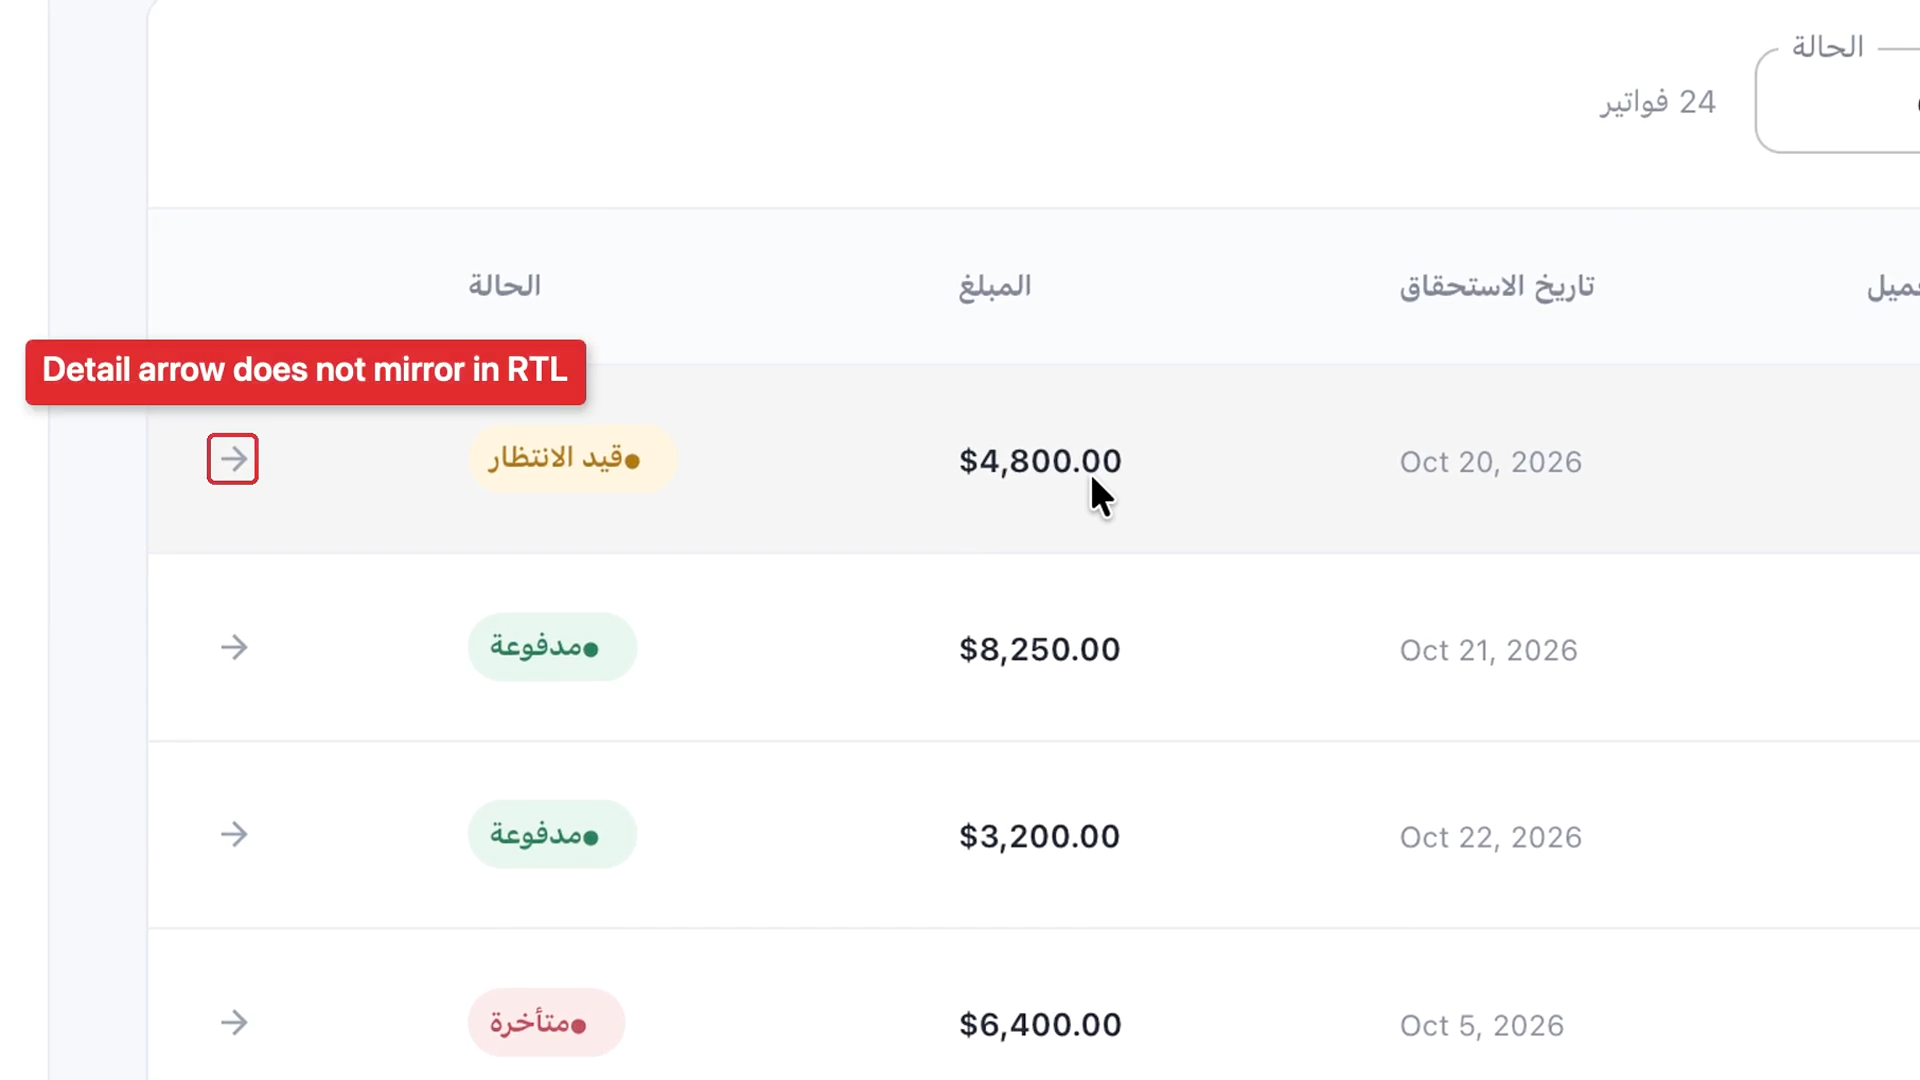 الحالة
24 فواتير
تاريخ الاستحقاق
المبلغ
الحالة
Detail arrow does not mirror in RTL
Oct 20, 2026
$4,800.00
قيد الانتظار
Oct 21, 2026
$8,250.00
مدفوعة
Oct 22, 2026
$3,200.00
مدفوعة
Oct 5, 2026
$6,400.00
متأخرة